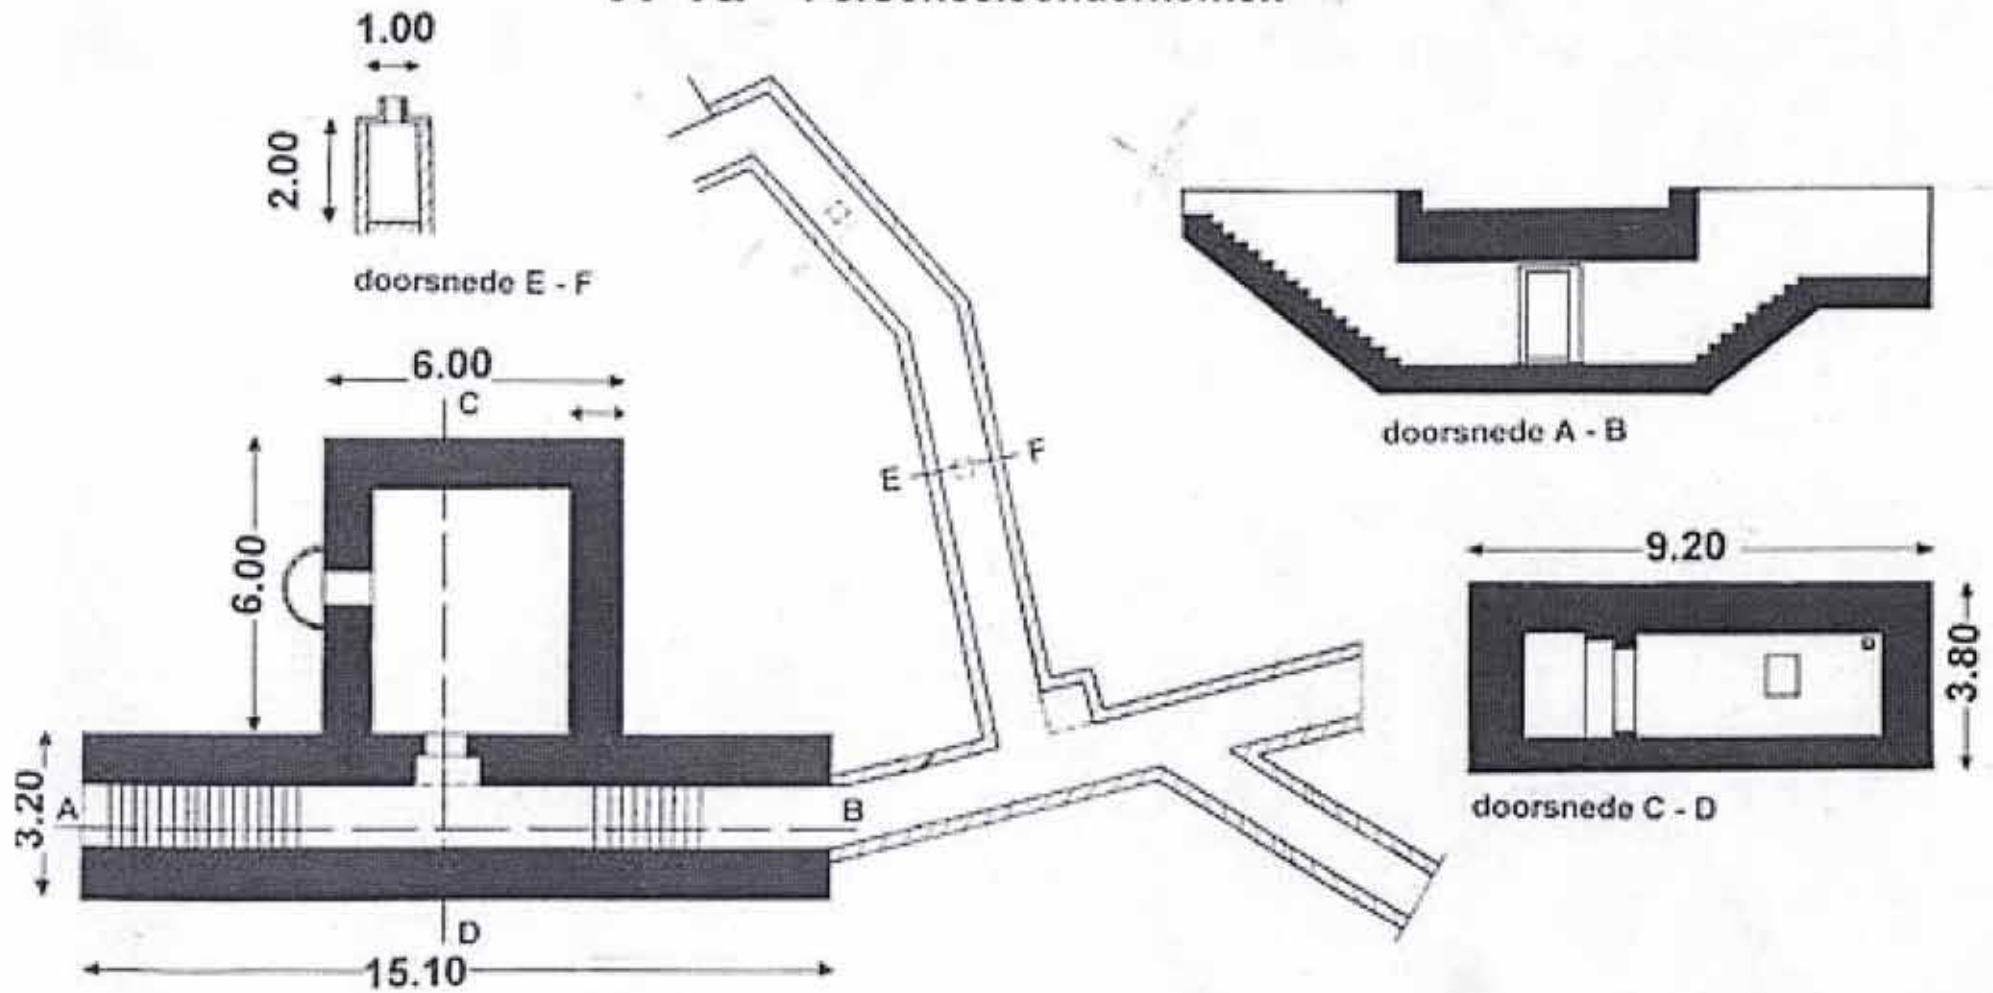 1.00
2.00
doorsnede E - F
6.00
C
6.00
E
F
doorsnede A - B
9.20
3.80
doorsnede C - D
A
B
3.20
D
15.10